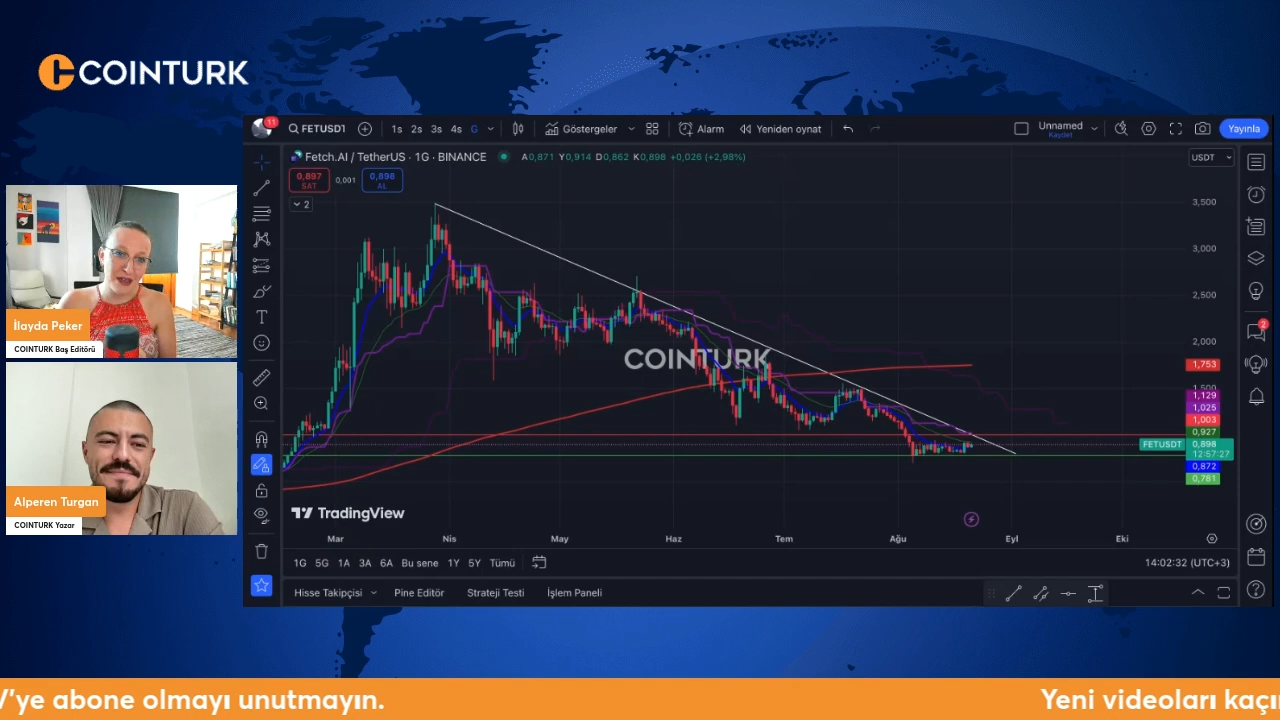 COINTURK
11
FETUSD1
1s 2s 3s 4s G
Göstergeler
Alarm
Yeniden oynat
Unnamed
Kaydet
Yayınla
Fetch.AI / TetherUS · 1G · BINANCE
A0,871 Y0,914 D0,862 K0,898 +0,026 (+2,98%)
USDT
0,897
SAT
0,001
0,898
AL
2
3,500
3,000
2,500
2,000
1,753
1,500
1,129
1,025
1,003
0,927
FETUSDT
0,898
12:57:27
0,872
0,781
2
COINTURK
İlayda Peker
COINTURK Baş Editörü
Alperen Turgan
COINTURK Yazar
TradingView
Mar Nis May Haz Tem Ağu Eyl Eki
1G 5G 1A 3A 6A Bu sene 1Y 5Y Tümü
14:02:32 (UTC+3)
Hisse Takipçisi
Pine Editör
Strateji Testi
İşlem Paneli
V'ye abone olmayı unutmayın.
Yeni videoları